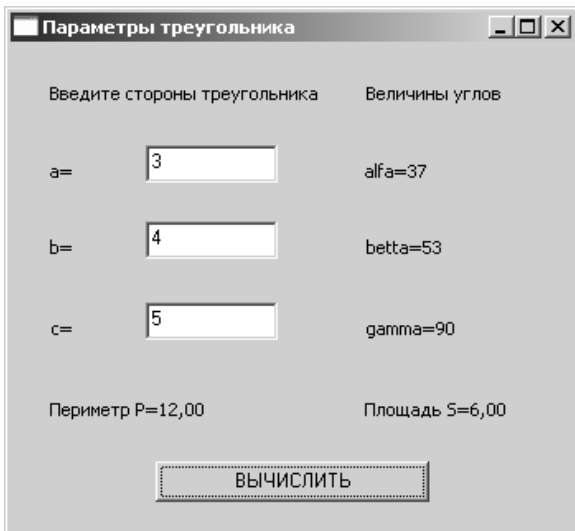 Параметры треугольника
Введите стороны треугольника Величины углов
a= 3 alfa=37
b= 4 betta=53
c= 5 gamma=90
Периметр P=12,00 Площадь S=6,00
ВЫЧИСЛИТЬ